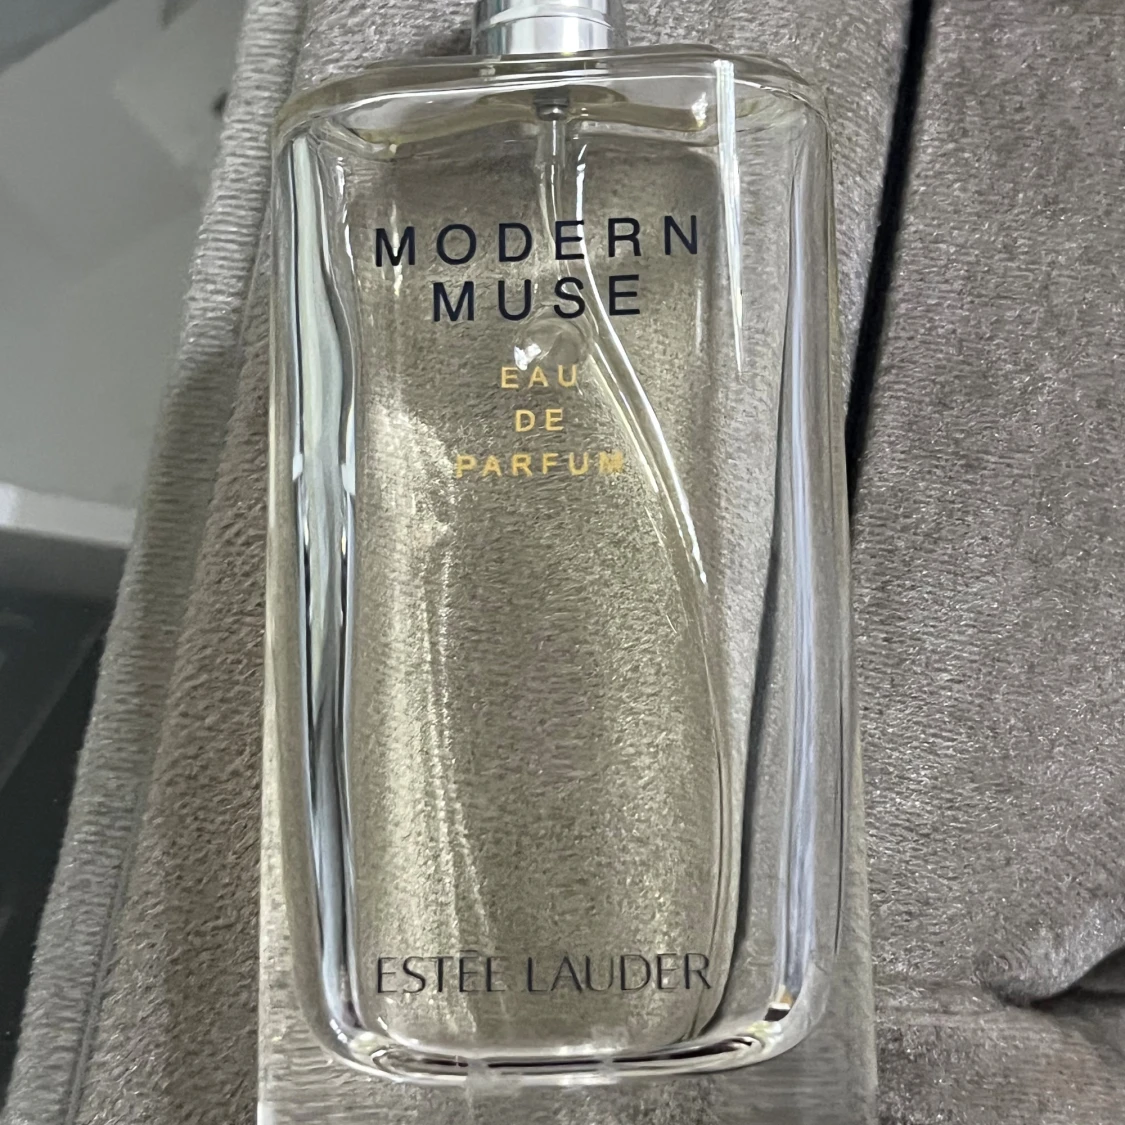 MODERN
MUSE
EAU
DE
PARFUM
ESTĒE LAUDER